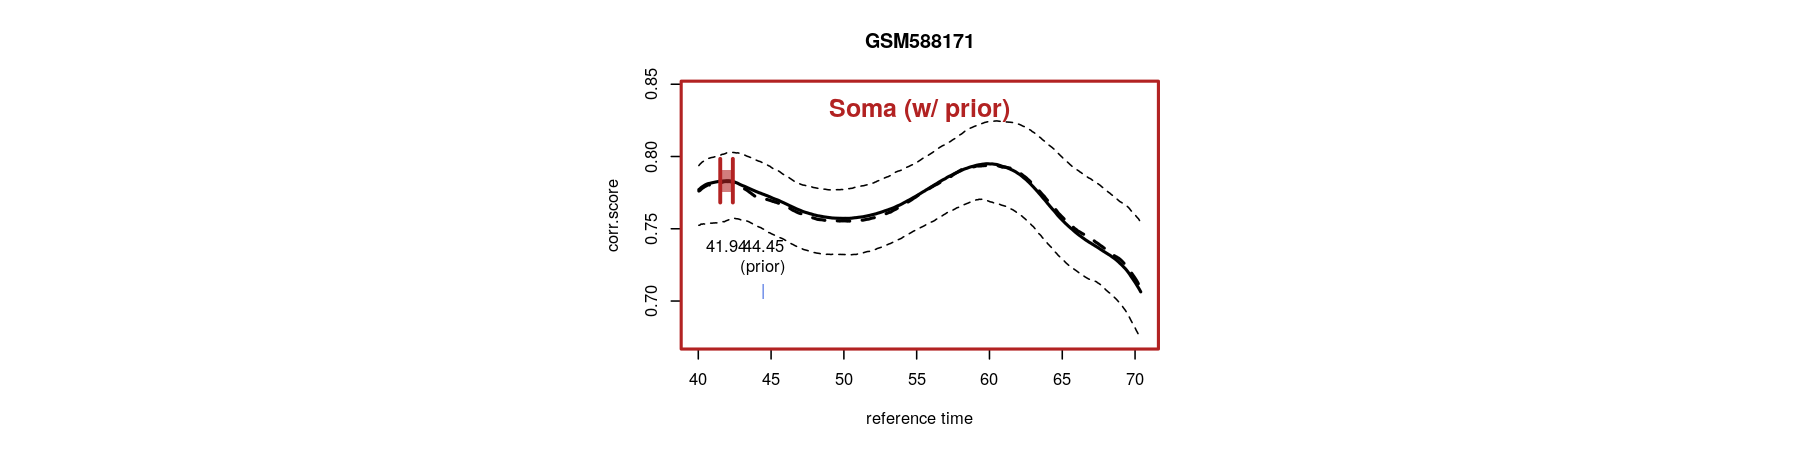 GSM588171
Soma (w/ prior)
corr.score
0.85
0.80
0.75
0.70
41.94
44.45
(prior)
40 45 50 55 60 65 70
reference time